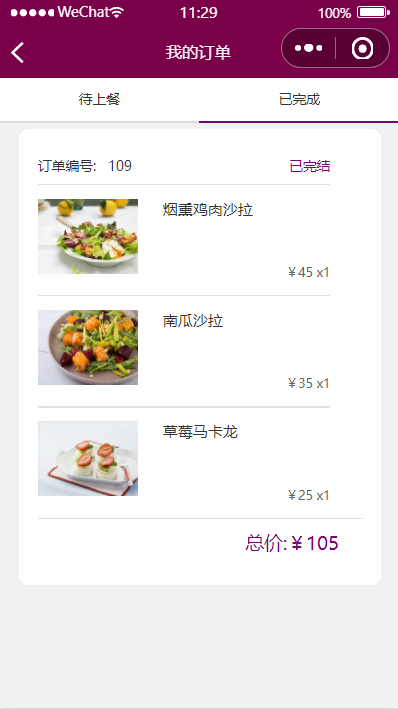 WeChat 11:29 100%
我的订单
待上餐 已完成
订单编号: 109 已完结
烟熏鸡肉沙拉
￥45 x1
南瓜沙拉
￥35 x1
草莓马卡龙
￥25 x1
总价:￥105